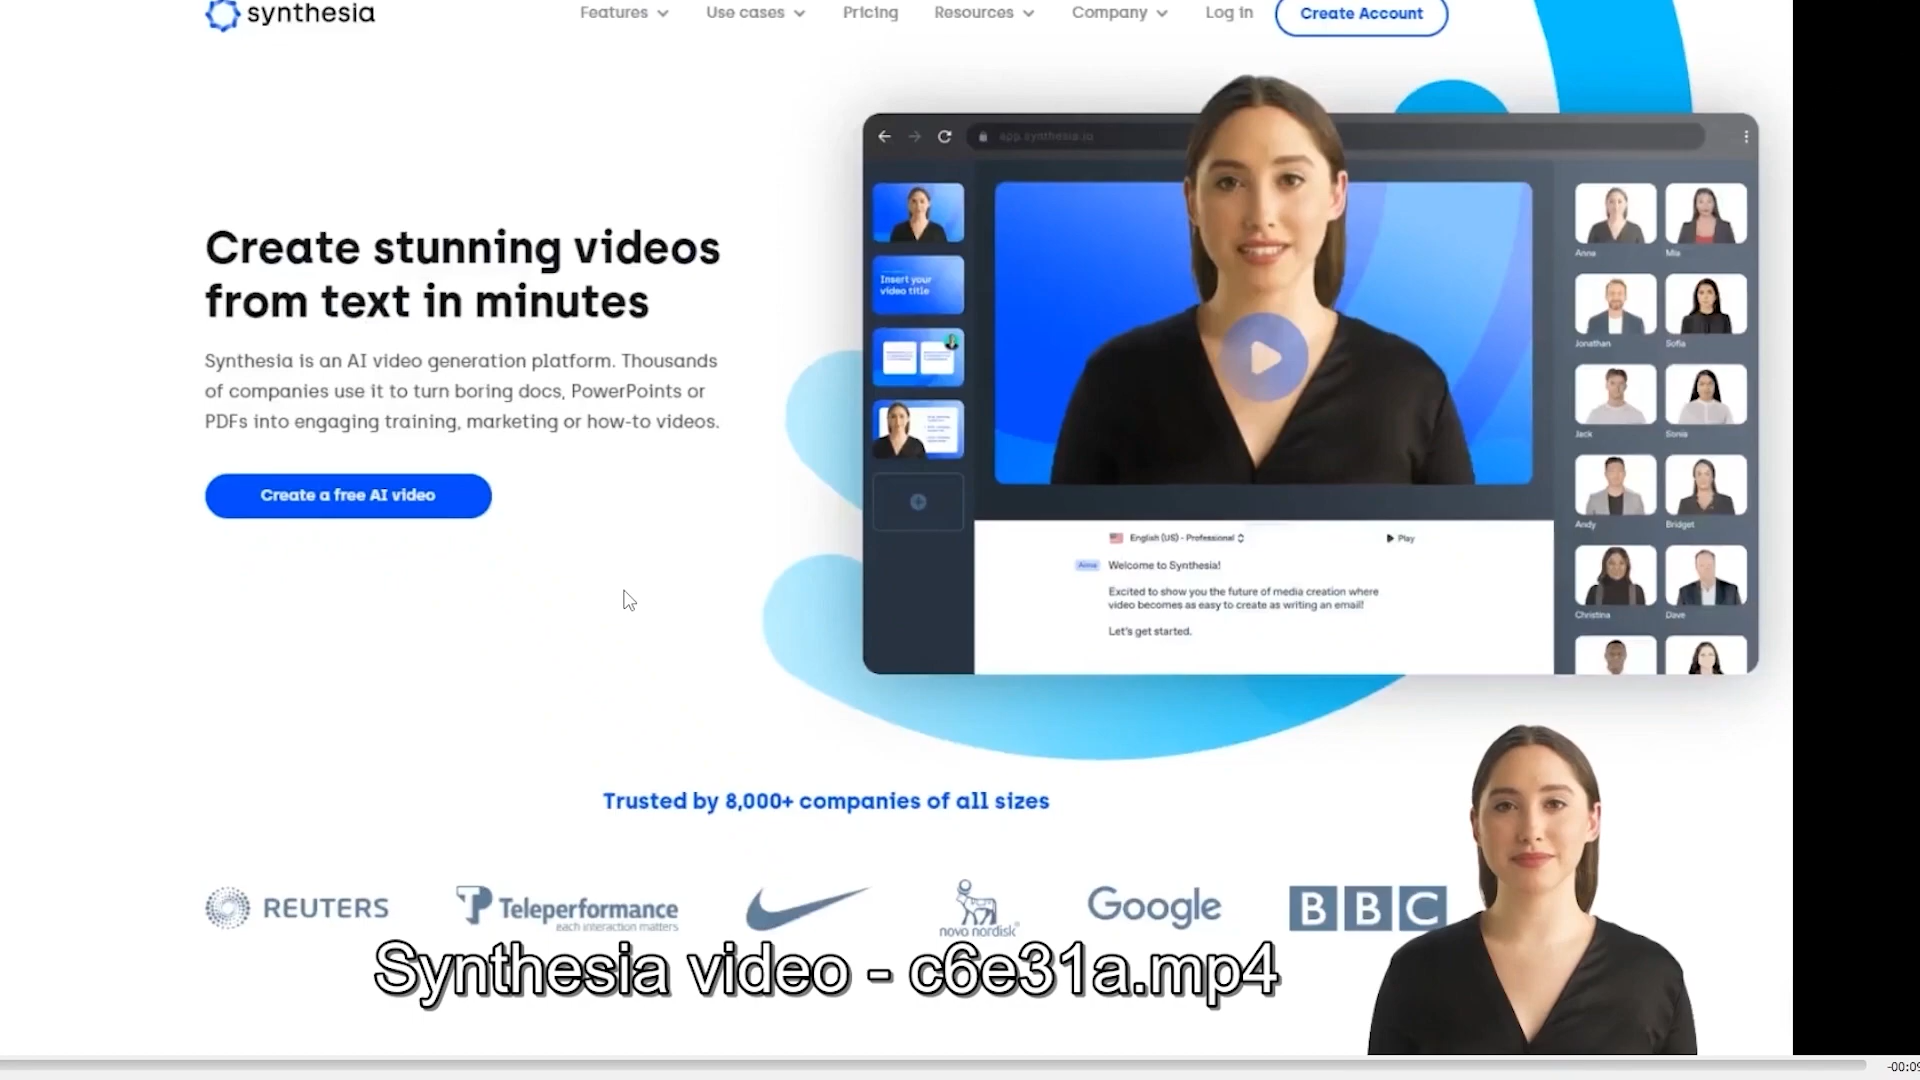 synthesia
Features
Use cases
Pricing
Resources
Company
Log in
Create Account
Create stunning videos
from text in minutes
Synthesia is an AI video generation platform. Thousands
of companies use it to turn boring docs, PowerPoints or
PDFs into engaging training, marketing or how-to videos.
Create a free AI video
app.synthesia.io
Insert your
video title
Anna
Mia
Jonathan
Sofia
Jack
Sonia
Andy
Bridget
Christina
Dave
English (US) - Professional
Play
Welcome to Synthesia!
Excited to show you the future of media creation where
video becomes as easy to create as writing an email!
Let's get started.
Trusted by 8,000+ companies of all sizes
REUTERS
Teleperformance
each interaction matters
novo nordisk®
Google
BBC
Synthesia video - c6e31a.mp4